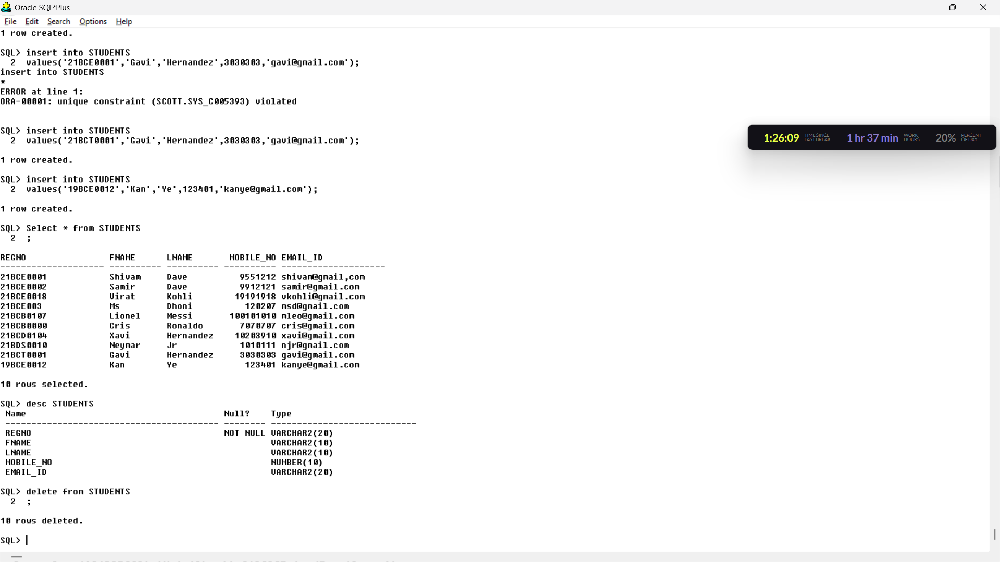 Oracle SQL*Plus
File Edit Search Options Help
1 row created.
SQL> insert into STUDENTS
2 values('21BCE0001','Gavi','Hernandez',3030303,'gavi@gmail.com');
insert into STUDENTS
*
ERROR at line 1:
ORA-00001: unique constraint (SCOTT.SYS_C005393) violated
SQL> insert into STUDENTS
2 values('21BCT0001','Gavi','Hernandez',3030303,'gavi@gmail.com');
1:26:09 TIME SINCE LAST BREAK 1 hr 37 min WORK HOURS 20% PERCENT OF DAY
1 row created.
SQL> insert into STUDENTS
2 values('19BCE0012','Kan','Ye',123401,'kanye@gmail.com');
1 row created.
SQL> Select * from STUDENTS
2 ;
REGNO FNAME LNAME MOBILE_NO EMAIL_ID
-------------------- ---------- ---------- ---------- --------------------
21BCE0001 Shivam Dave 9551212 shivam@gmail,com
21BCE0002 Samir Dave 9912121 samir@gmail.com
21BCE0018 Virat Kohli 19191918 vkohli@gmail.com
21BCE003 Ms Dhoni 120207 msd@gmail.com
21BCB0107 Lionel Messi 100101010 mleo@gmail.com
21BCB0000 Cris Ronaldo 7070707 cris@gmail.com
21BCD0104 Xavi Hernandez 10203910 xavi@gmail.com
21BDS0010 Neymar Jr 1010111 njr@gmail.com
21BCT0001 Gavi Hernandez 3030303 gavi@gmail.com
19BCE0012 Kan Ye 123401 kanye@gmail.com
10 rows selected.
SQL> desc STUDENTS
Name Null? Type
----------------------------------------- -------- ----------------------------
REGNO NOT NULL VARCHAR2(20)
FNAME VARCHAR2(10)
LNAME VARCHAR2(10)
MOBILE_NO NUMBER(10)
EMAIL_ID VARCHAR2(20)
SQL> delete from STUDENTS
2 ;
10 rows deleted.
SQL>